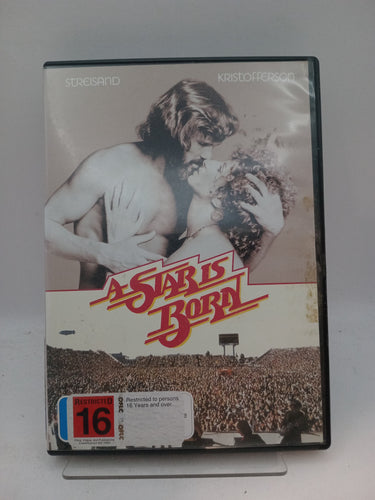 STREISAND KRISTOFFERSON
A STAR IS
BORN
RESTRICTED
16
Restricted to persons
16 Years and over.